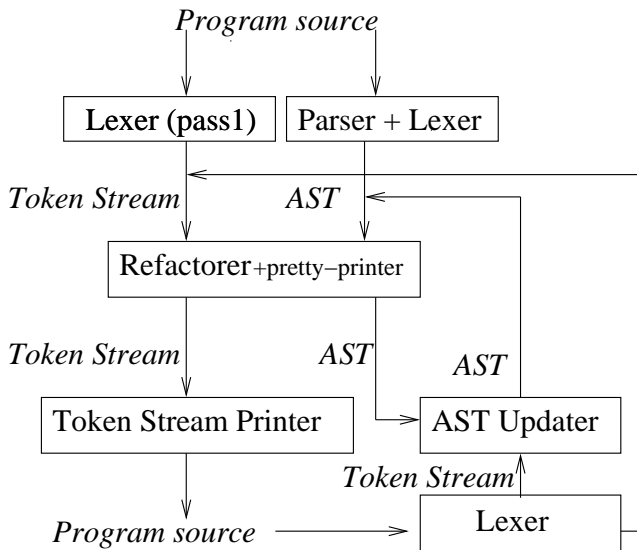 Program source
Lexer (pass1)
Parser + Lexer
Token Stream
AST
Refactorer+pretty−printer
Token Stream
AST
AST
Token Stream Printer
AST Updater
Token Stream
Program source
Lexer